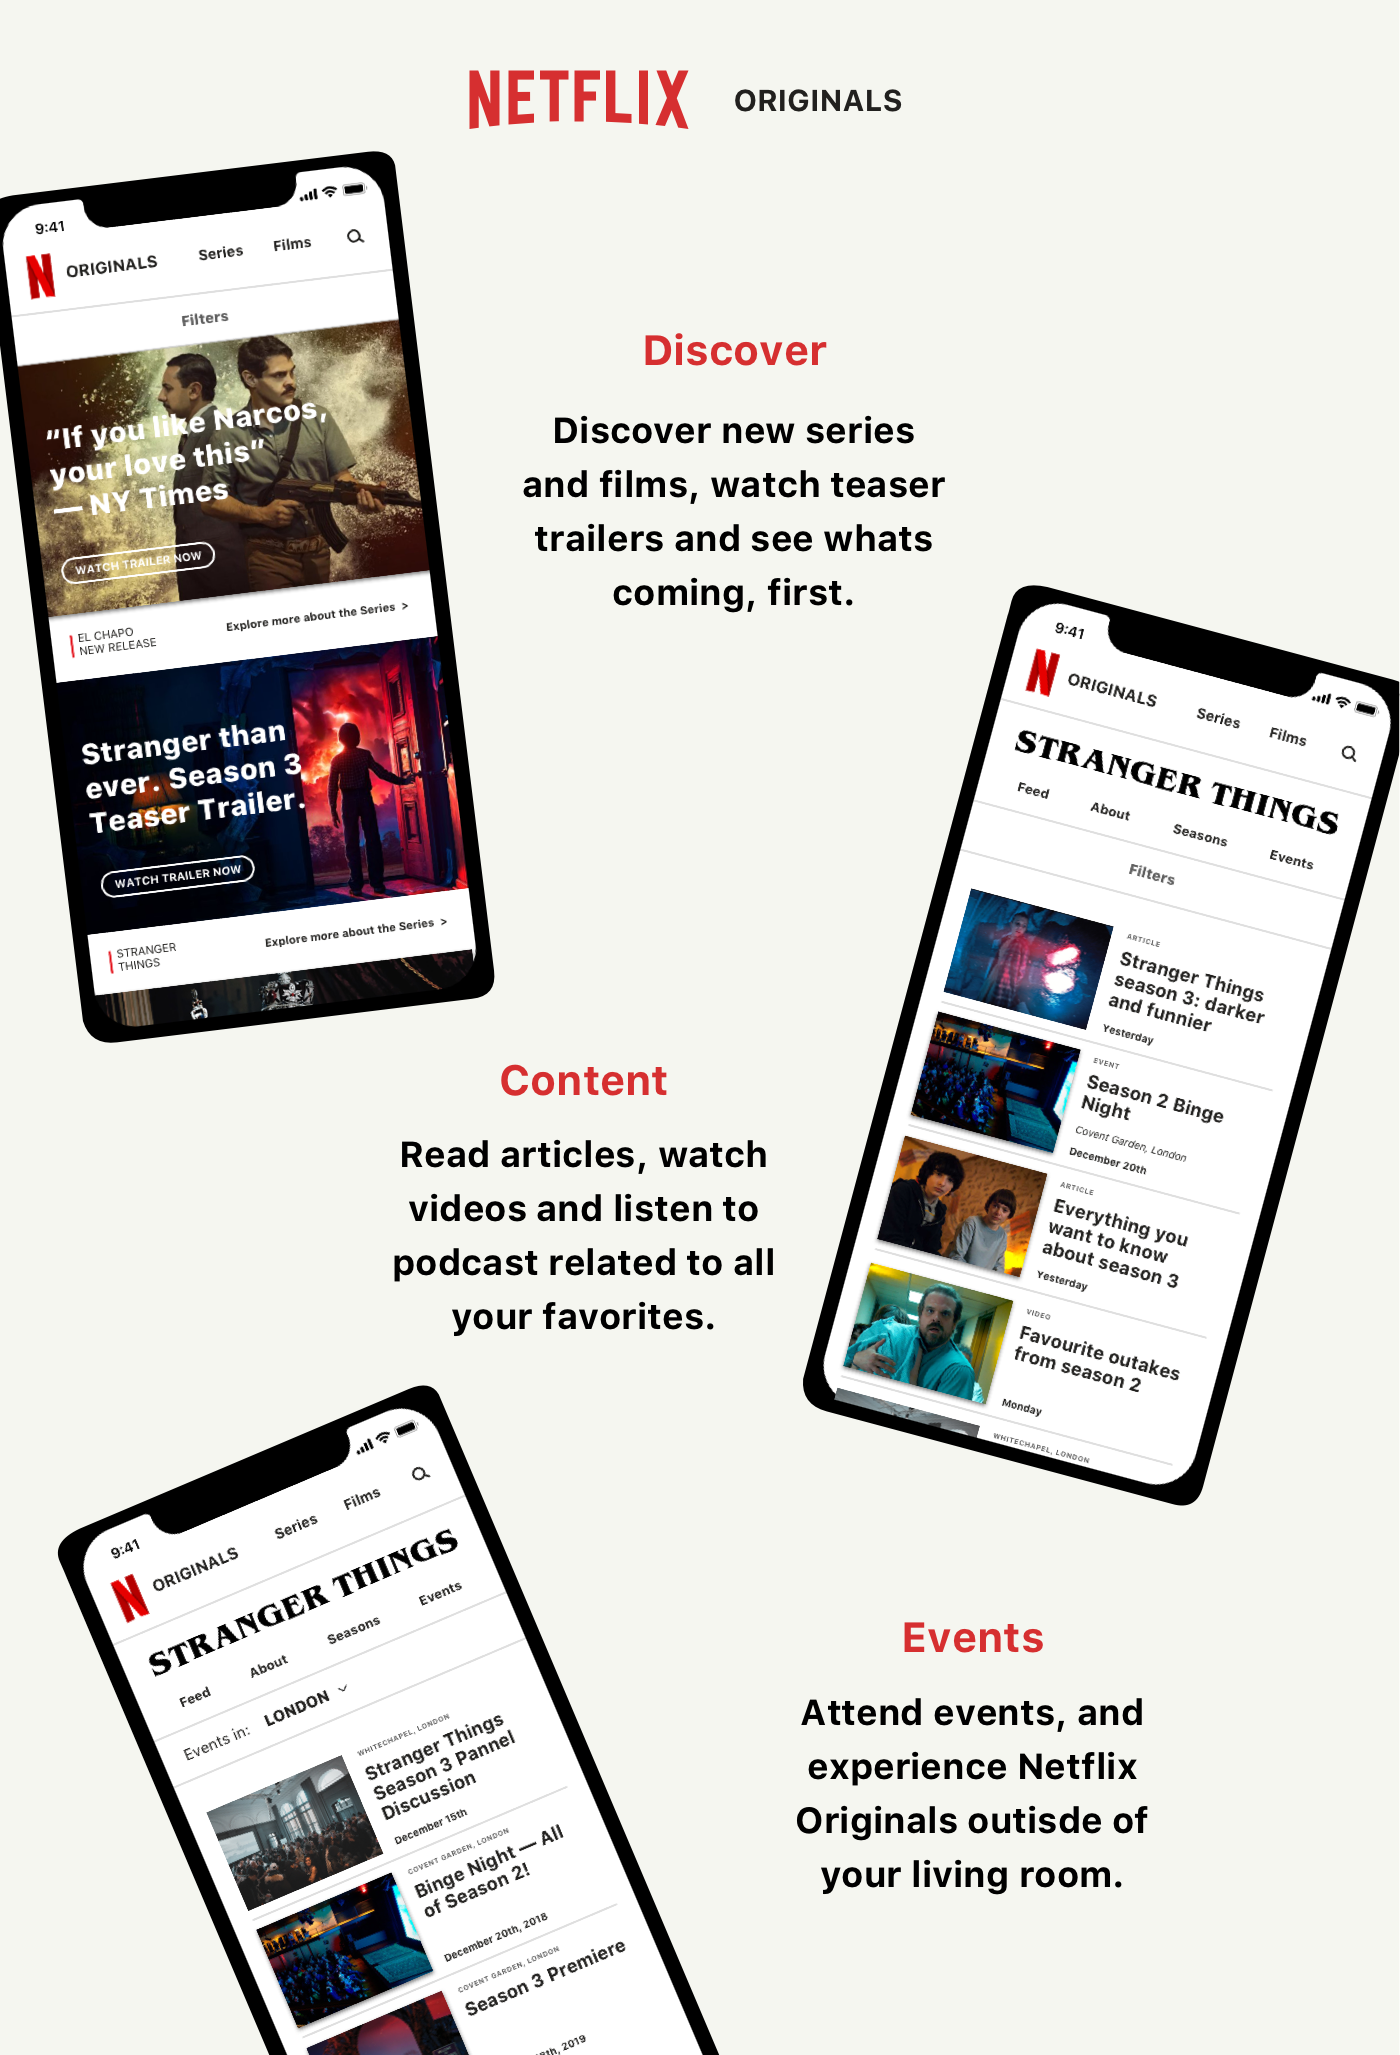 NETFLIX ORIGINALS
9:41
N ORIGINALS Series Films
Filters
“If you like Narcos,
your love this”
— NY Times
WATCH TRAILER NOW
EL CHAPO
NEW RELEASE
Explore more about the Series >
Stranger than
ever. Season 3
Teaser Trailer.
WATCH TRAILER NOW
STRANGER
THINGS
Explore more about the Series >
Discover
Discover new series
and films, watch teaser
trailers and see whats
coming, first.
9:41
N ORIGINALS Series Films
STRANGER THINGS
Feed About Seasons Events
Filters
ARTICLE
Stranger Things
season 3: darker
and funnier
Yesterday
EVENT
Season 2 Binge
Night
Covent Garden, London
December 20th
ARTICLE
Everything you
want to know
about season 3
Yesterday
VIDEO
Favourite outakes
from season 2
Monday
WHITECHAPEL, LONDON
Content
Read articles, watch
videos and listen to
podcast related to all
your favorites.
9:41
N ORIGINALS Series Films
STRANGER THINGS
Feed About Seasons Events
Events in: LONDON
WHITECHAPEL, LONDON
Stranger Things
Season 3 Pannel
Discussion
December 15th
COVENT GARDEN, LONDON
Binge Night — All
of Season 2!
December 20th, 2018
COVENT GARDEN, LONDON
Season 3 Premiere
8th, 2019
Events
Attend events, and
experience Netflix
Originals outisde of
your living room.